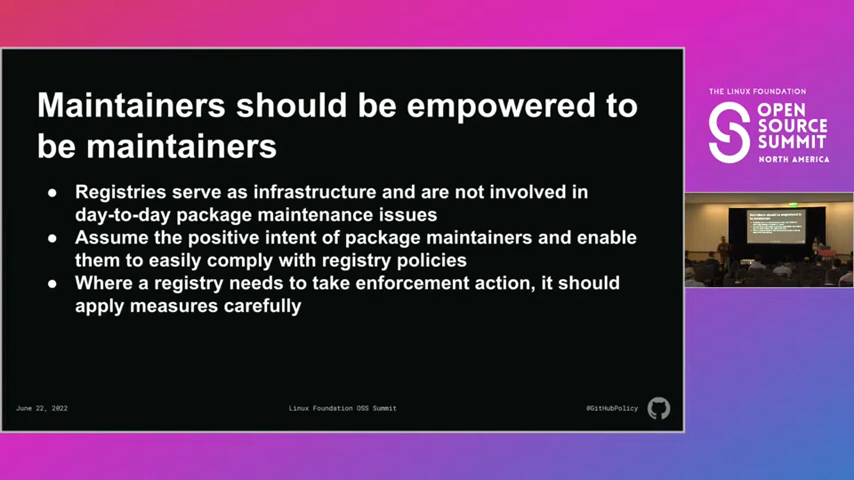 Maintainers should be empowered to
be maintainers
● Registries serve as infrastructure and are not involved in
day-to-day package maintenance issues
● Assume the positive intent of package maintainers and enable
them to easily comply with registry policies
● Where a registry needs to take enforcement action, it should
apply measures carefully
June 22, 2022
Linux Foundation OSS Summit
@GitHubPolicy
THE LINUX FOUNDATION
OPEN
SOURCE
SUMMIT
NORTH AMERICA